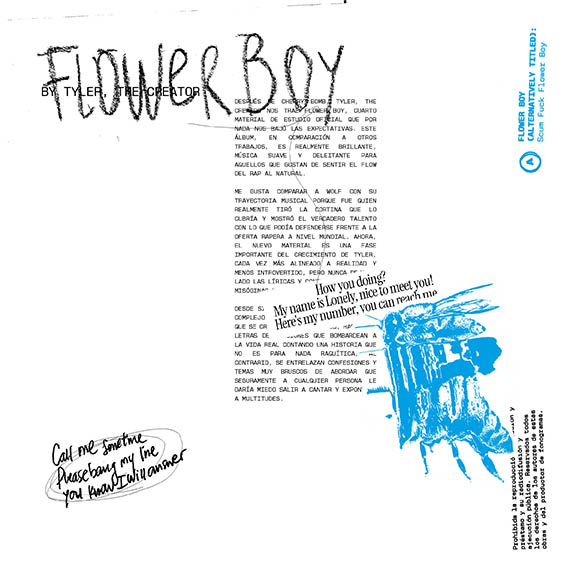 FLOWER BOY
BY TYLER, THE CREATOR
DESPUÉS DE CHERRY BOMB, TYLER, THE
CREATOR NOS TRAE FLOWER BOY, CUARTO
MATERIAL DE ESTUDIO OFICIAL QUE POR
NADA NOS BAJÓ LAS EXPECTATIVAS. ESTE
ÁLBUM, EN COMPARACIÓN A OTROS
TRABAJOS, ES REALMENTE BRILLANTE,
MÚSICA SUAVE Y DELEITANTE PARA
AQUELLOS QUE GUSTAN DE SENTIR EL FLOW
DEL RAP AL NATURAL.
ME GUSTA COMPARAR A WOLF CON SU
TRAYECTORIA MUSICAL PORQUE FUE QUIEN
REALMENTE TIRÓ LA CORTINA QUE LO
CUBRÍA Y MOSTRÓ EL VERDADERO TALENTO
CON LO QUE PODÍA DEFENDERSE FRENTE A LA
OFERTA RAPERA A NIVEL MUNDIAL. AHORA,
EL NUEVO MATERIAL ES UNA FASE
IMPORTANTE DEL CRECIMIENTO DE TYLER,
CADA VEZ MÁS ALINEADO A REALIDAD Y
MENOS INTROVERTIDO, PERO NUNCA
LADO LAS LÍRICAS Y
How you doing?
My name is Lonely, nice to meet you!
Here's my number, you can reach me
DESDE
COMPLEJO
QUE SE
LETRAS DE QUE BOMBARDEAN A
LA VIDA REAL CONTANDO UNA HISTORIA QUE
NO ES PARA NADA RAQUÍTICA,
CONTRARIO, SE ENTRELAZAN CONFESIONES Y
TEMAS MUY BRUSCOS DE ABORDAR QUE
SEGURAMENTE A CUALQUIER PERSONA LE
DARÍA MIEDO SALIR A CANTAR Y
A MULTITUDES.
Call me sometime
Please bang my line
you know I will answer
FLOWER BOY
(ALTERNATIVELY TITLED):
Scum Fuck Flower Boy
A
Prohibida la reproducció y
préstamo y su radiodifusión y
ejecución pública. Reservados todos
los derechos de los autores de estas
obras y del productor de fonogramas.